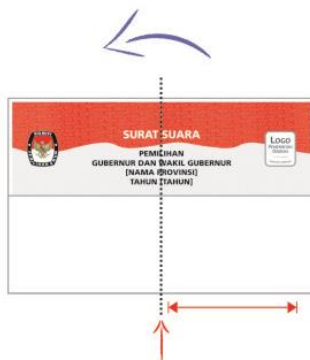 SURAT SUARA
PEMILIHAN
GUBERNUR DAN WAKIL GUBERNUR
[NAMA PROVINSI]
TAHUN [TAHUN]
LOGO